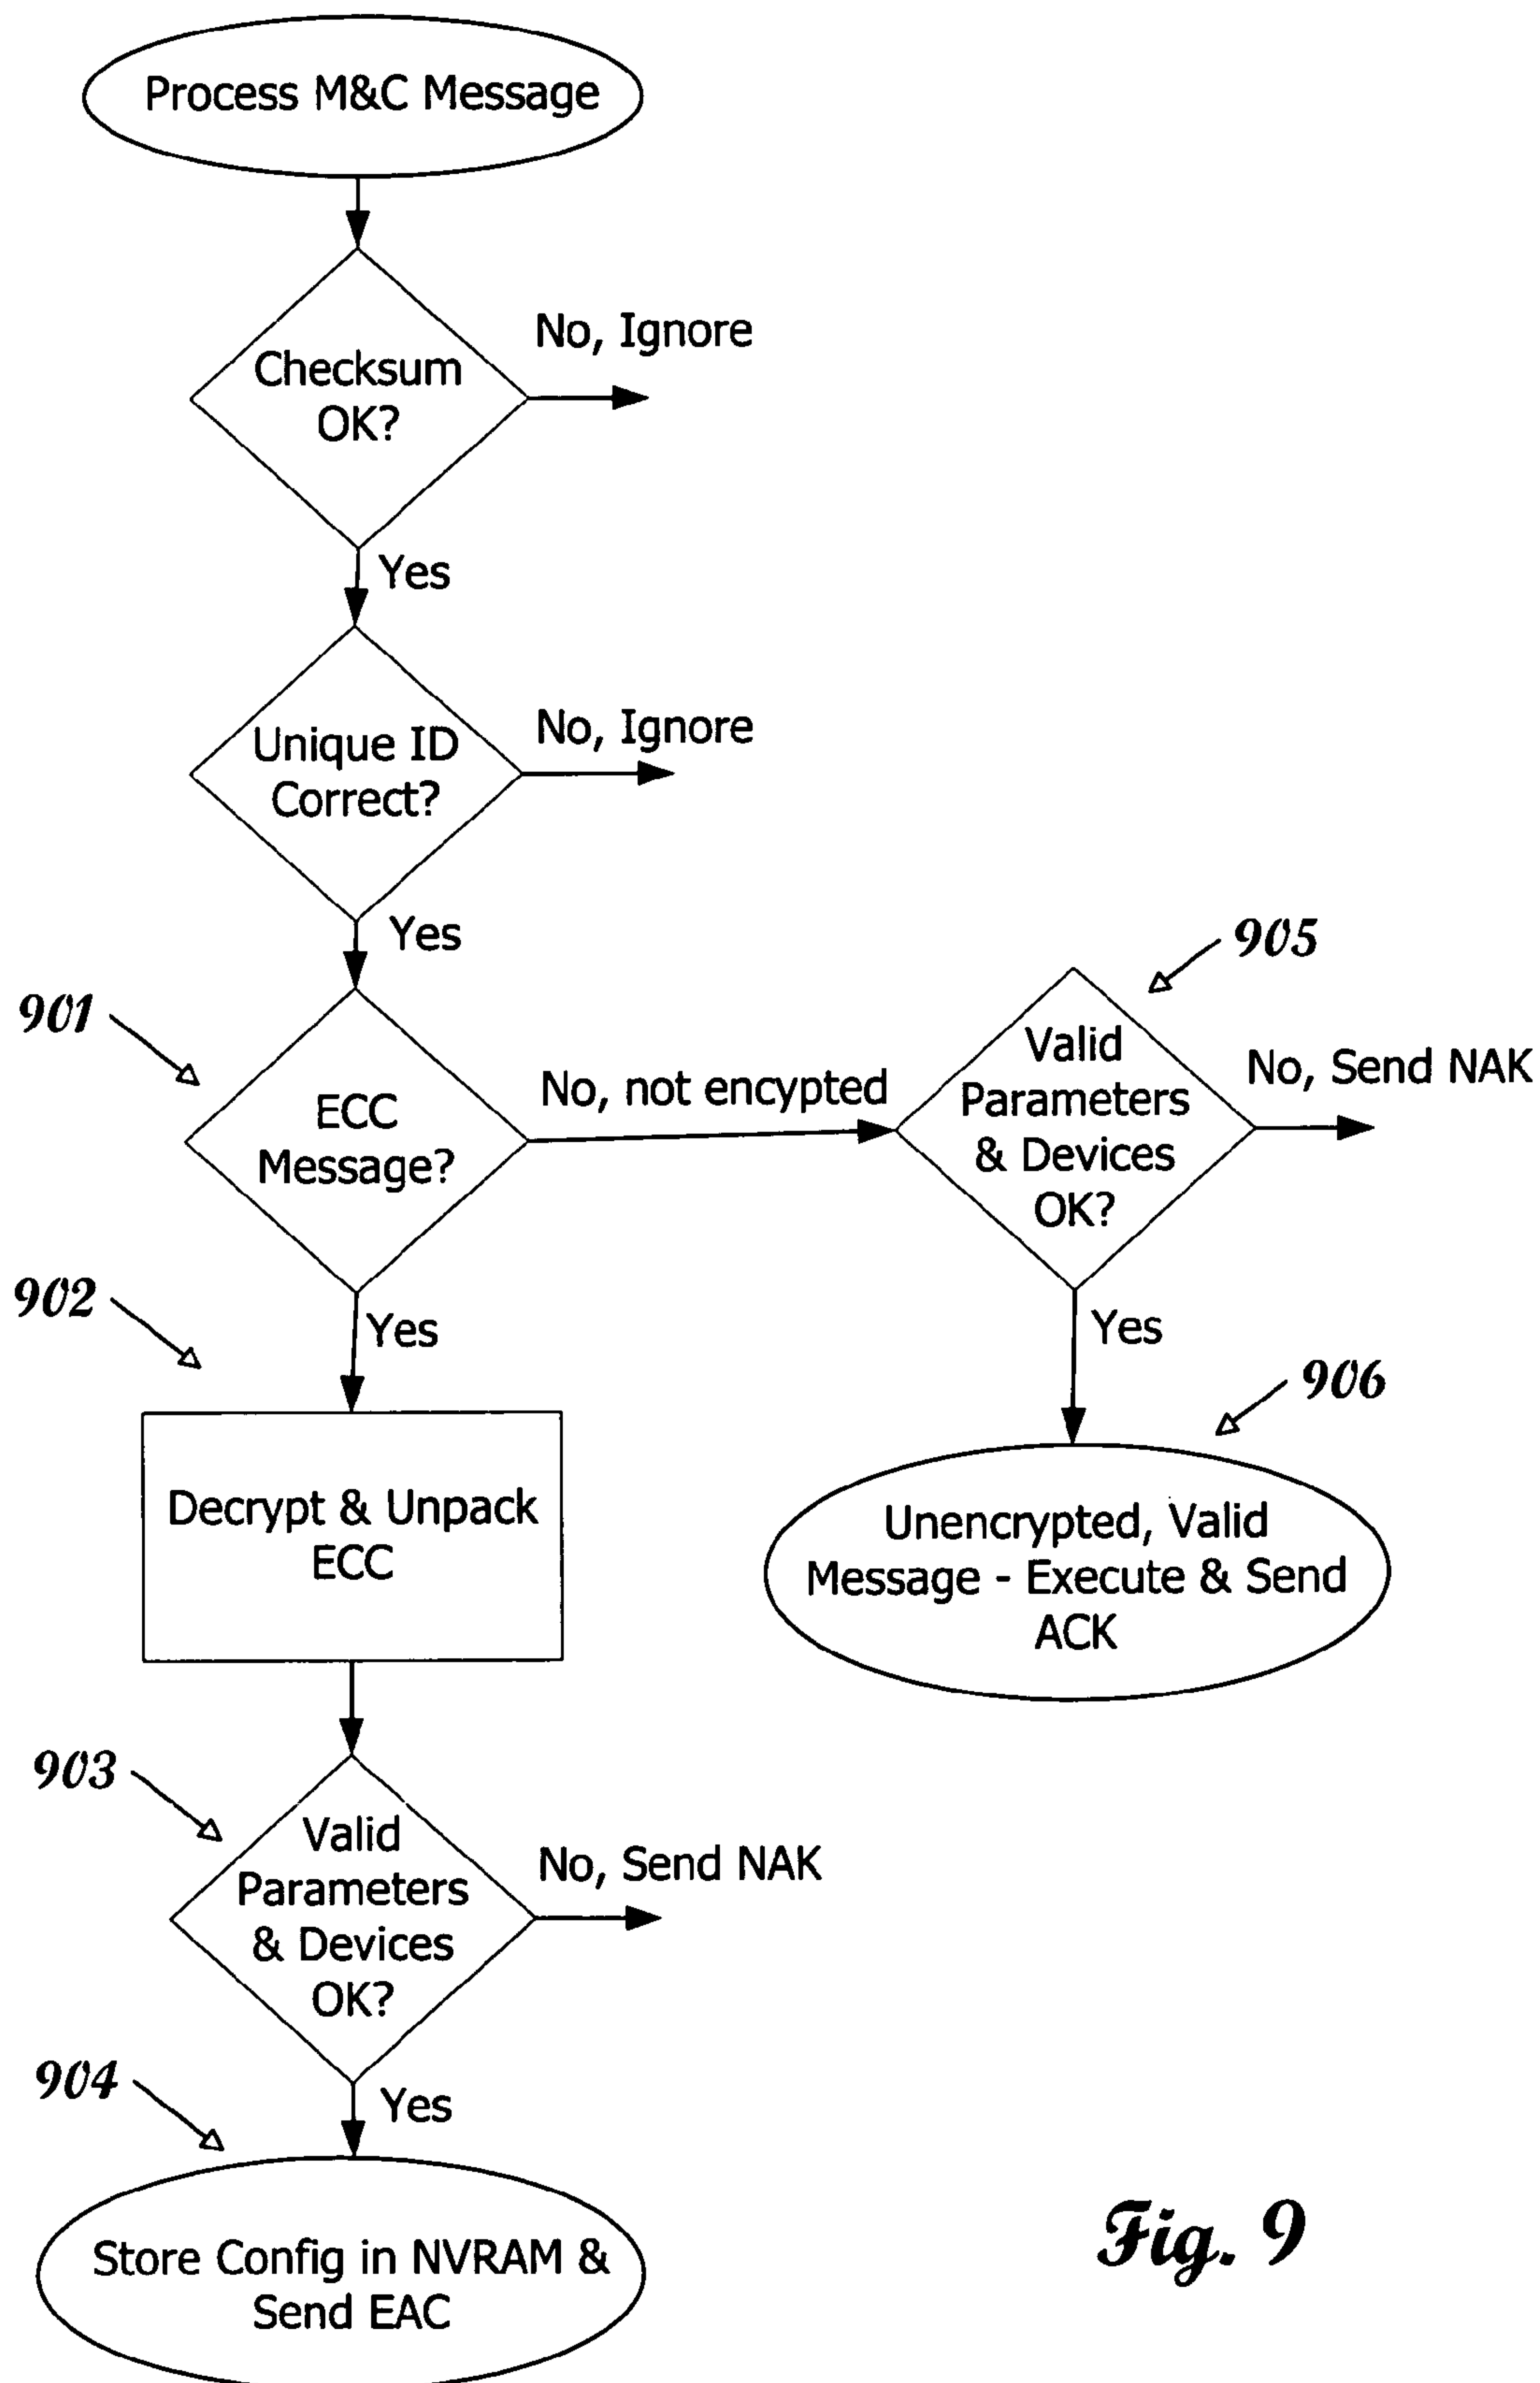 Process M&C Message
Checksum
OK?
No, Ignore
Yes
Unique ID
Correct?
No, Ignore
Yes
901
ECC
Message?
No, not encypted
905
Valid
Parameters
& Devices
OK?
No, Send NAK
Yes
906
Unencrypted, Valid
Message - Execute & Send
ACK
902
Yes
Decrypt & Unpack
ECC
903
Valid
Parameters
& Devices
OK?
No, Send NAK
904
Yes
Store Config in NVRAM &
Send EAC
Fig. 9